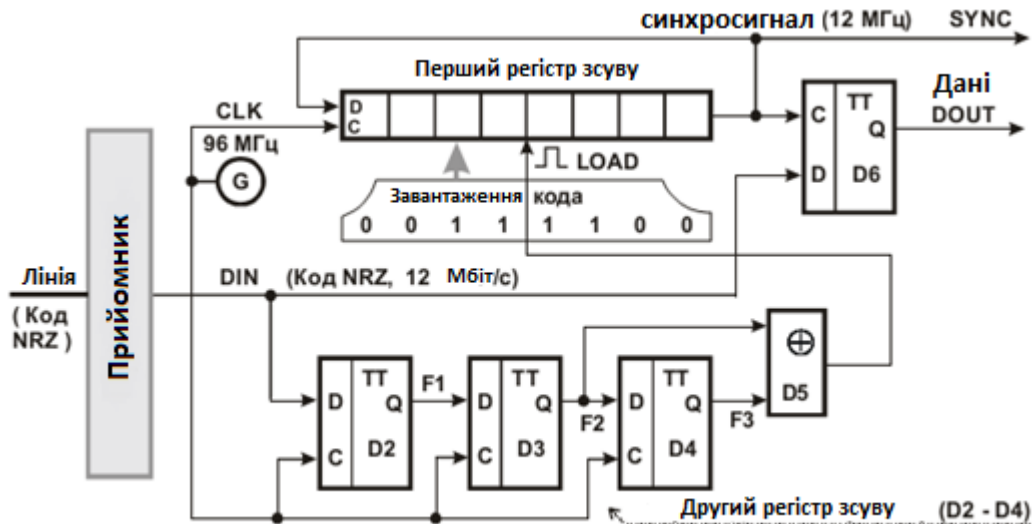 синхросигнал (12 МГц) SYNC
Перший регістр зсуву
Дані
DOUT
CLK
96 МГц
G
D
C
LOAD
Завантаження кода
0 0 1 1 1 1 0 0
C TT
Q
D D6
Лінія
( Код
NRZ )
Прийомник
DIN (Код NRZ, 12 Мбіт/с)
D TT
Q
C D2
F1
D TT
Q
C D3
F2
D TT
Q
C D4
F3
⊕
D5
Другий регістр зсуву (D2 - D4)